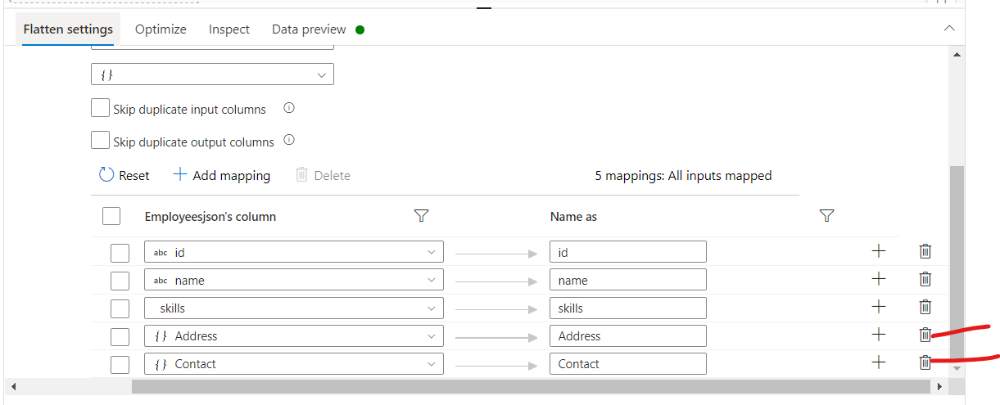 Flatten settings Optimize Inspect Data preview
{}
Skip duplicate input columns
Skip duplicate output columns
Reset Add mapping Delete 5 mappings: All inputs mapped
Employeesjson's column Name as
abc id id
abc name name
skills skills
{} Address Address
{} Contact Contact